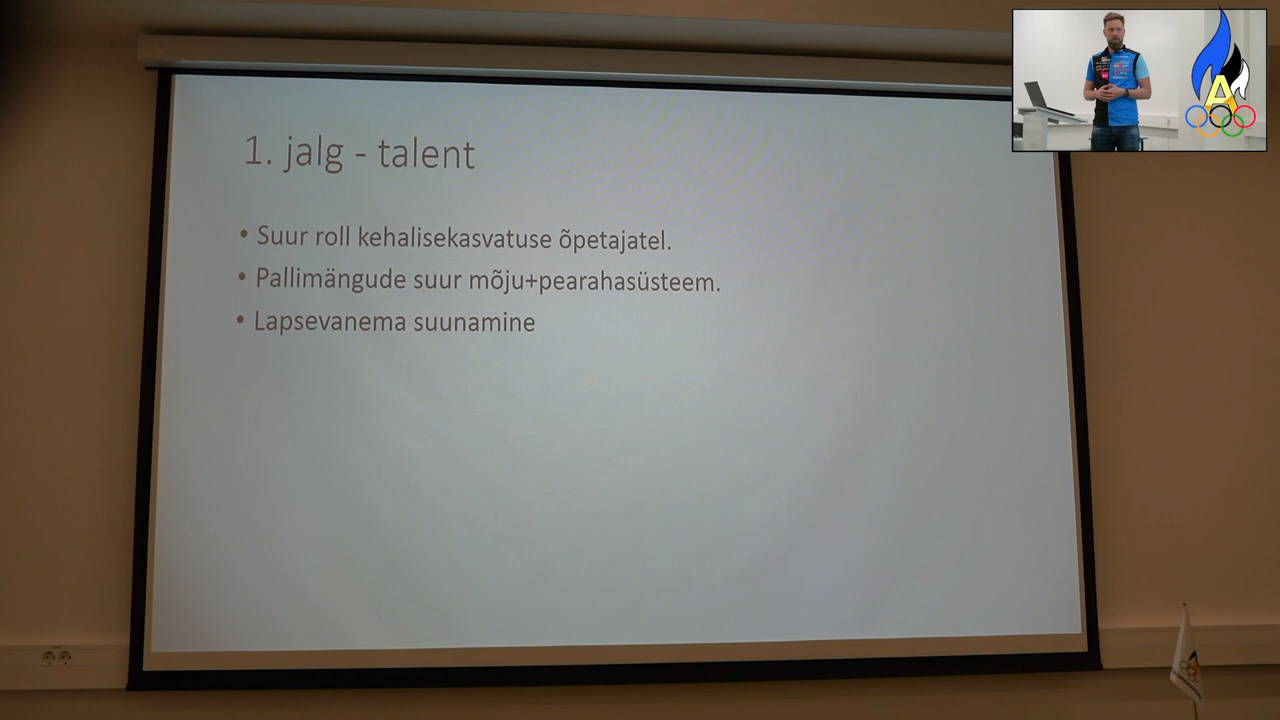 1. jalg - talent
• Suur roll kehalisekasvatuse õpetajatel.
• Pallimängude suur mõju+pearahasüsteem.
• Lapsevanema suunamine
A